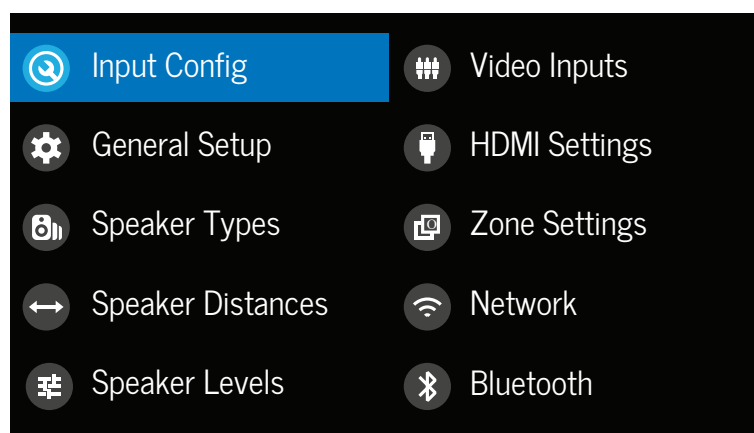 Input Config
General Setup
Speaker Types
Speaker Distances
Speaker Levels
Video Inputs
HDMI Settings
Zone Settings
Network
Bluetooth